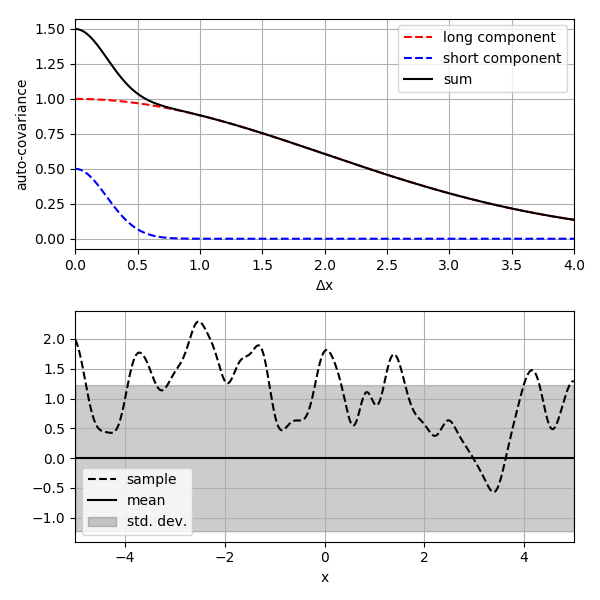 1.50
1.25
1.00
0.75
0.50
0.25
0.00
auto-covariance
long component
short component
sum
0.0 0.5 1.0 1.5 2.0 2.5 3.0 3.5 4.0
Δx
2.0
1.5
1.0
0.5
0.0
−0.5
−1.0
sample
mean
std. dev.
−4 −2 0 2 4
x